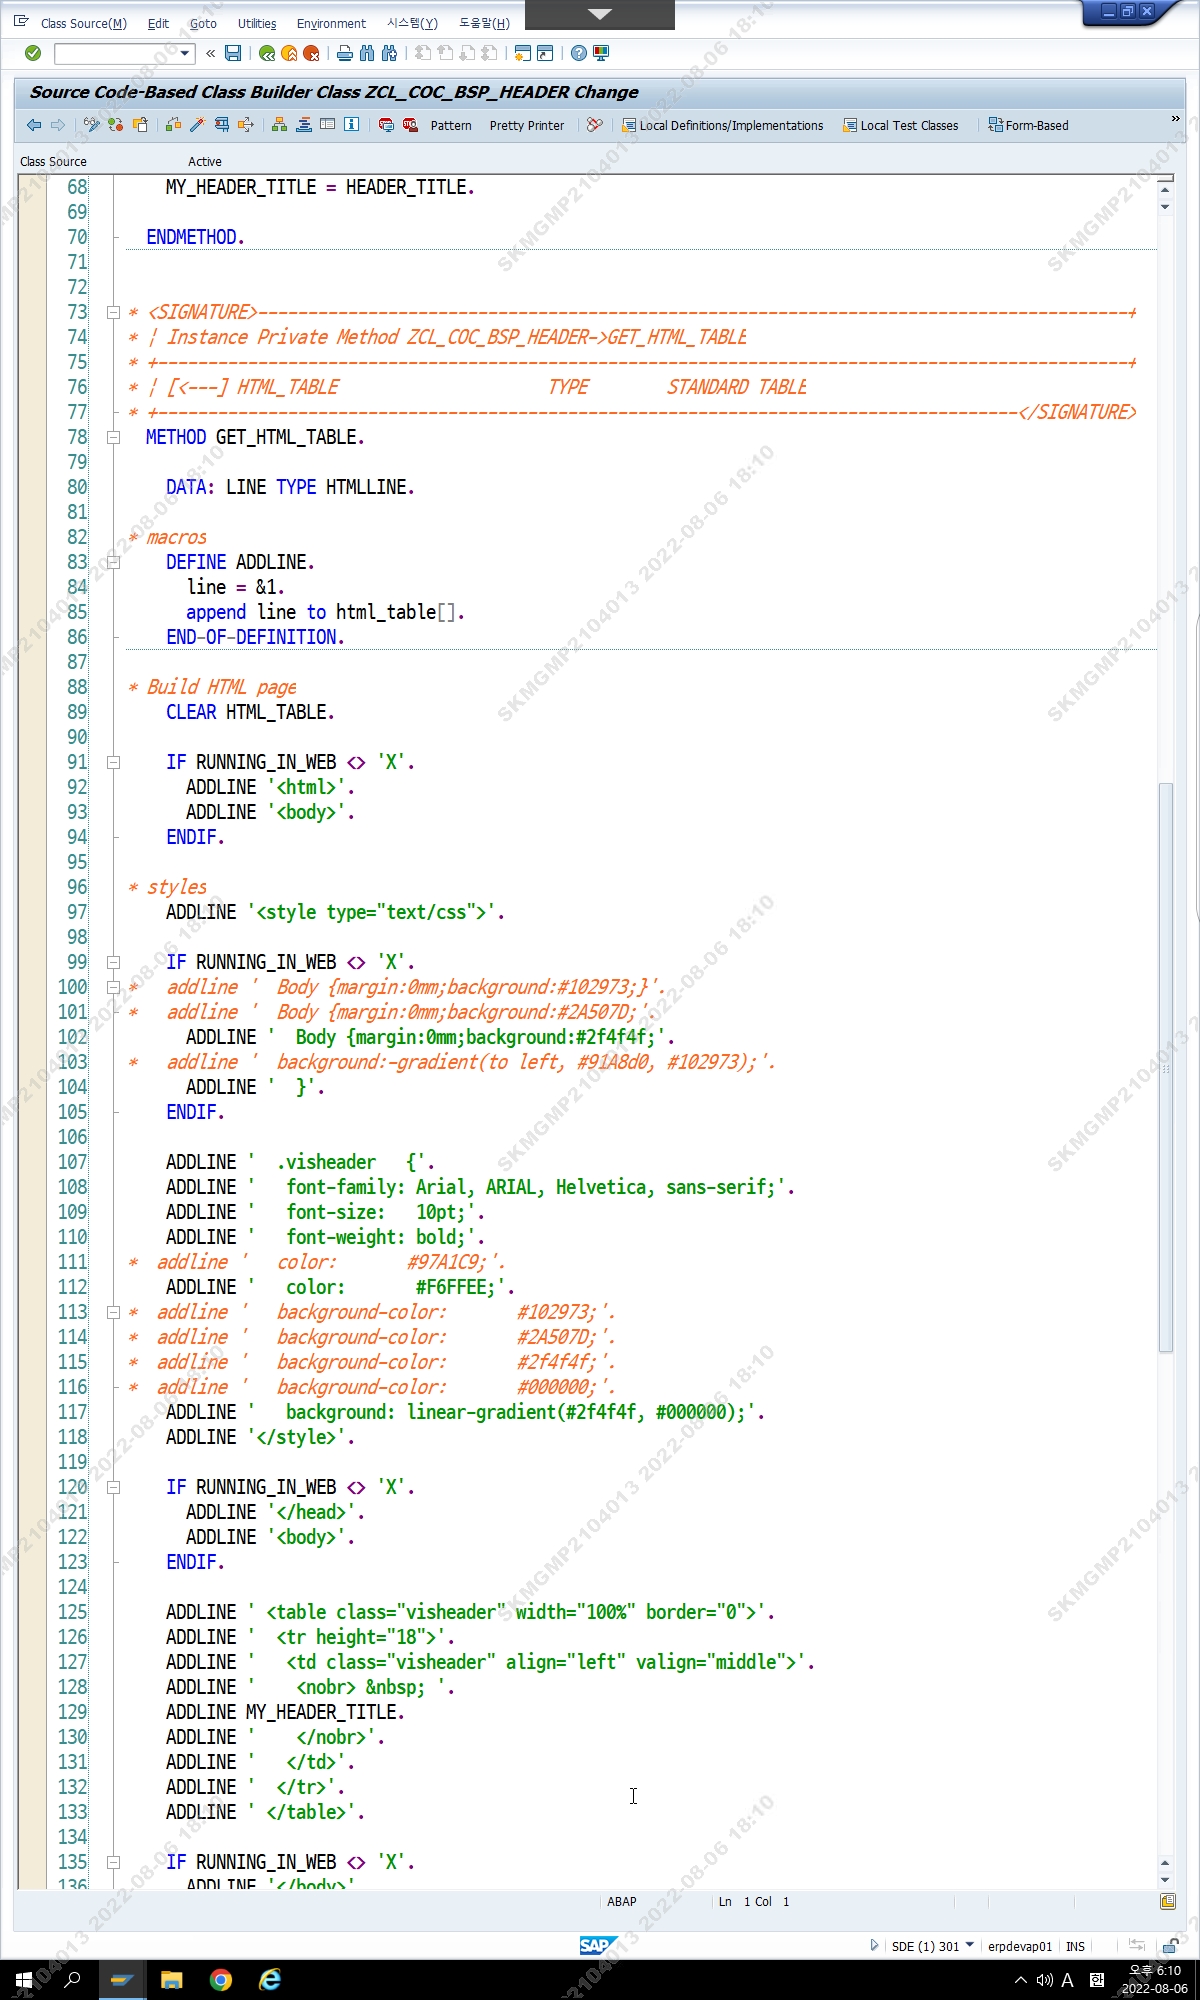 Class Source(M) Edit Goto Utilities Environment 시스템(Y) 도움말(H)
Source Code-Based Class Builder Class ZCL_COC_BSP_HEADER Change
Pattern Pretty Printer Local Definitions/Implementations Local Test Classes Form-Based »
Class Source Active
68 MY_HEADER_TITLE = HEADER_TITLE.
69
70 ENDMETHOD.
71
72
73 * <SIGNATURE>---------------------------------------------------------------------------------------+
74 * | Instance Private Method ZCL_COC_BSP_HEADER->GET_HTML_TABLE
75 * +-------------------------------------------------------------------------------------------------+
76 * | [<---] HTML_TABLE                     TYPE        STANDARD TABLE
77 * +--------------------------------------------------------------------------------------</SIGNATURE>
78 METHOD GET_HTML_TABLE.
79
80 DATA: LINE TYPE HTMLLINE.
81
82 * macros
83 DEFINE ADDLINE.
84 line = &1.
85 append line to html_table[].
86 END-OF-DEFINITION.
87
88 * Build HTML page
89 CLEAR HTML_TABLE.
90
91 IF RUNNING_IN_WEB <> 'X'.
92 ADDLINE '<html>'.
93 ADDLINE '<body>'.
94 ENDIF.
95
96 * styles
97 ADDLINE '<style type="text/css">'.
98
99 IF RUNNING_IN_WEB <> 'X'.
100 *   addline '  Body {margin:0mm;background:#102973;}'.
101 *   addline '  Body {margin:0mm;background:#2A507D;'.
102 ADDLINE '  Body {margin:0mm;background:#2f4f4f;'.
103 *   addline '  background:-gradient(to left, #91A8d0, #102973);'.
104 ADDLINE '  }'.
105 ENDIF.
106
107 ADDLINE '  .visheader   {'.
108 ADDLINE '   font-family: Arial, ARIAL, Helvetica, sans-serif;'.
109 ADDLINE '   font-size:   10pt;'.
110 ADDLINE '   font-weight: bold;'.
111 *  addline '   color:       #97A1C9;'.
112 ADDLINE '   color:       #F6FFEE;'.
113 *  addline '   background-color:       #102973;'.
114 *  addline '   background-color:       #2A507D;'.
115 *  addline '   background-color:       #2f4f4f;'.
116 *  addline '   background-color:       #000000;'.
117 ADDLINE '   background: linear-gradient(#2f4f4f, #000000);'.
118 ADDLINE '</style>'.
119
120 IF RUNNING_IN_WEB <> 'X'.
121 ADDLINE '</head>'.
122 ADDLINE '<body>'.
123 ENDIF.
124
125 ADDLINE ' <table class="visheader" width="100%" border="0">'.
126 ADDLINE '  <tr height="18">'.
127 ADDLINE '   <td class="visheader" align="left" valign="middle">'.
128 ADDLINE '    <nobr> &nbsp; '.
129 ADDLINE MY_HEADER_TITLE.
130 ADDLINE '    </nobr>'.
131 ADDLINE '   </td>'.
132 ADDLINE '  </tr>'.
133 ADDLINE ' </table>'.
134
135 IF RUNNING_IN_WEB <> 'X'.
136 ADDLINE '</body>'
ABAP Ln 1 Col 1
SAP SDE (1) 301 erpdevap01 INS
A 한 오후 6:10
2022-08-06
SKMGMP2104013 2022-08-06 18:10